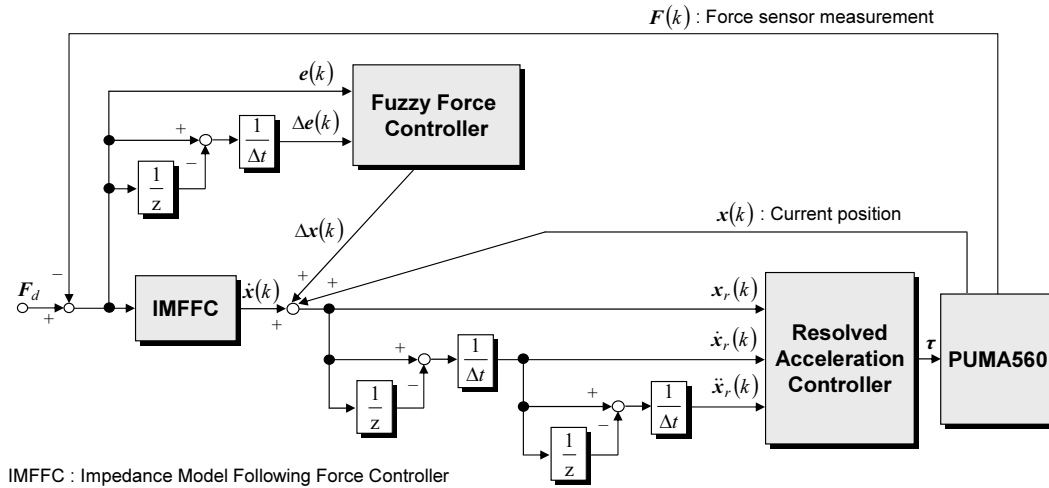 F(k) : Force sensor measurement
e(k)
Fuzzy Force
Controller
Δe(k)
+
−
1
Δt
1
z
x(k) : Current position
Δx(k)
−
F_d
+
IMFFC
ẋ(k)
+
+
+
x_r(k)
Resolved
Acceleration
Controller
τ
PUMA560
+
−
1
Δt
ẋ_r(k)
1
z
+
−
1
Δt
ẍ_r(k)
1
z
IMFFC : Impedance Model Following Force Controller